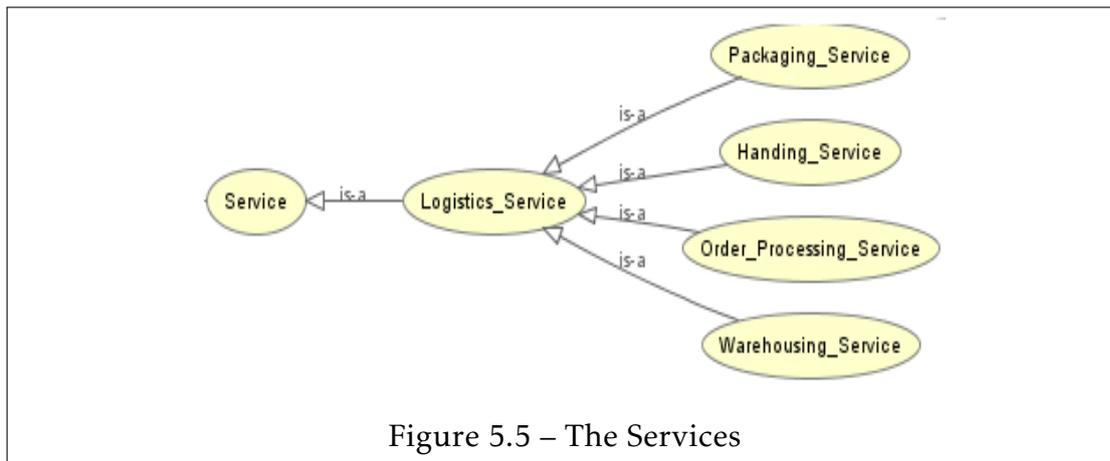 Packaging_Service
is-a
Handing_Service
is-a
Service
is-a
Logistics_Service
is-a
Order_Processing_Service
is-a
Warehousing_Service
Figure 5.5 – The Services